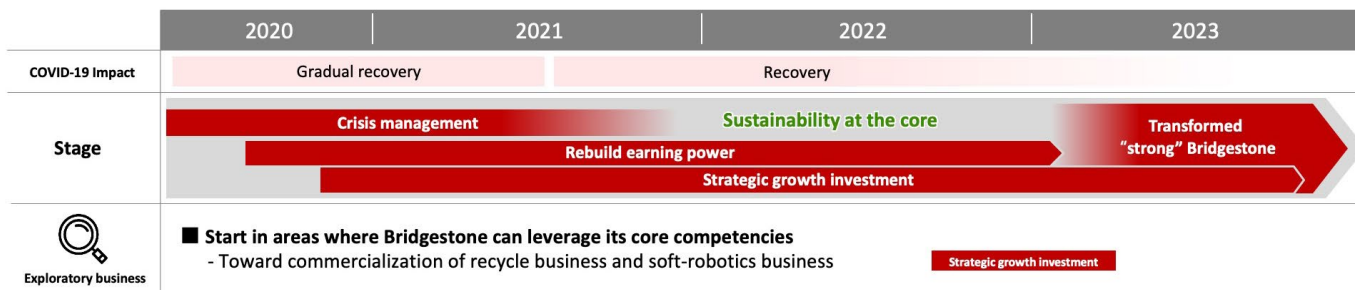 2020 2021 2022 2023
COVID-19 Impact Gradual recovery Recovery
Stage
Crisis management
Sustainability at the core
Rebuild earning power
Strategic growth investment
Transformed
"strong" Bridgestone
Exploratory business
■ Start in areas where Bridgestone can leverage its core competencies
- Toward commercialization of recycle business and soft-robotics business
Strategic growth investment